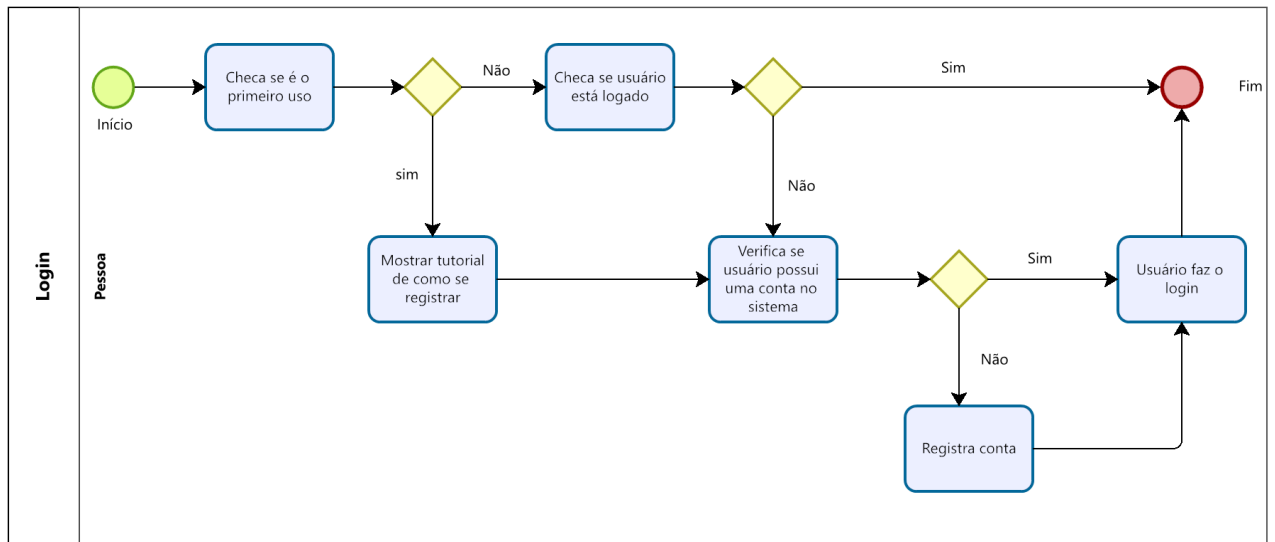 Login
Pessoa
Início
Checa se é o
primeiro uso
Não
sim
Checa se usuário
está logado
Sim
Não
Fim
Mostrar tutorial
de como se
registrar
Verifica se
usuário possui
uma conta no
sistema
Sim
Não
Usuário faz o
login
Registra conta